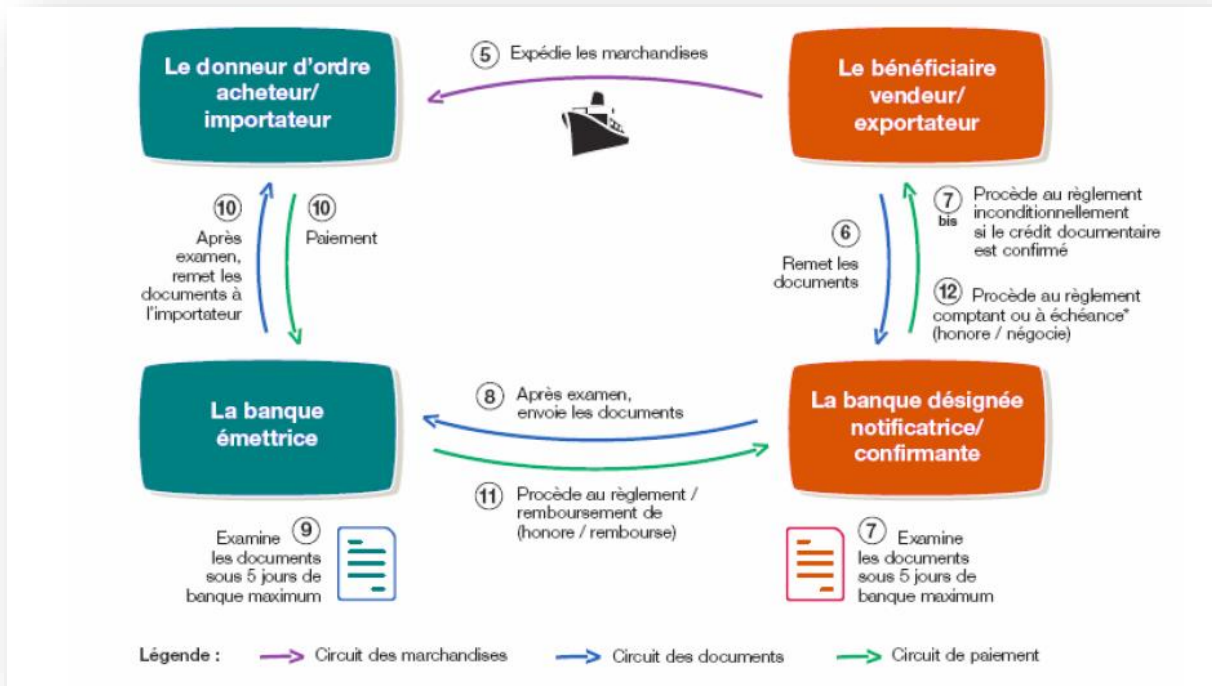 Le donneur d'ordre
acheteur/
importateur
⑤ Expédie les marchandises
Le bénéficiaire
vendeur/
exportateur
⑩
Après
examen,
remet les
documents à
l'importateur
⑩
Paiement
⑥
Remet les
documents
⑦ bis Procède au règlement
inconditionnellement
si le crédit documentaire
est confirmé
⑫ Procède au règlement
comptant ou à échéance*
(honore / négocie)
La banque
émettrice
⑧ Après examen,
envoie les documents
La banque désignée
notificatrice/
confirmante
⑪ Procède au règlement /
remboursement de
(honore / rembourse)
Examine ⑨
les documents
sous 5 jours de
banque maximum
⑦ Examine
les documents
sous 5 jours de
banque maximum
Légende : Circuit des marchandises Circuit des documents Circuit de paiement